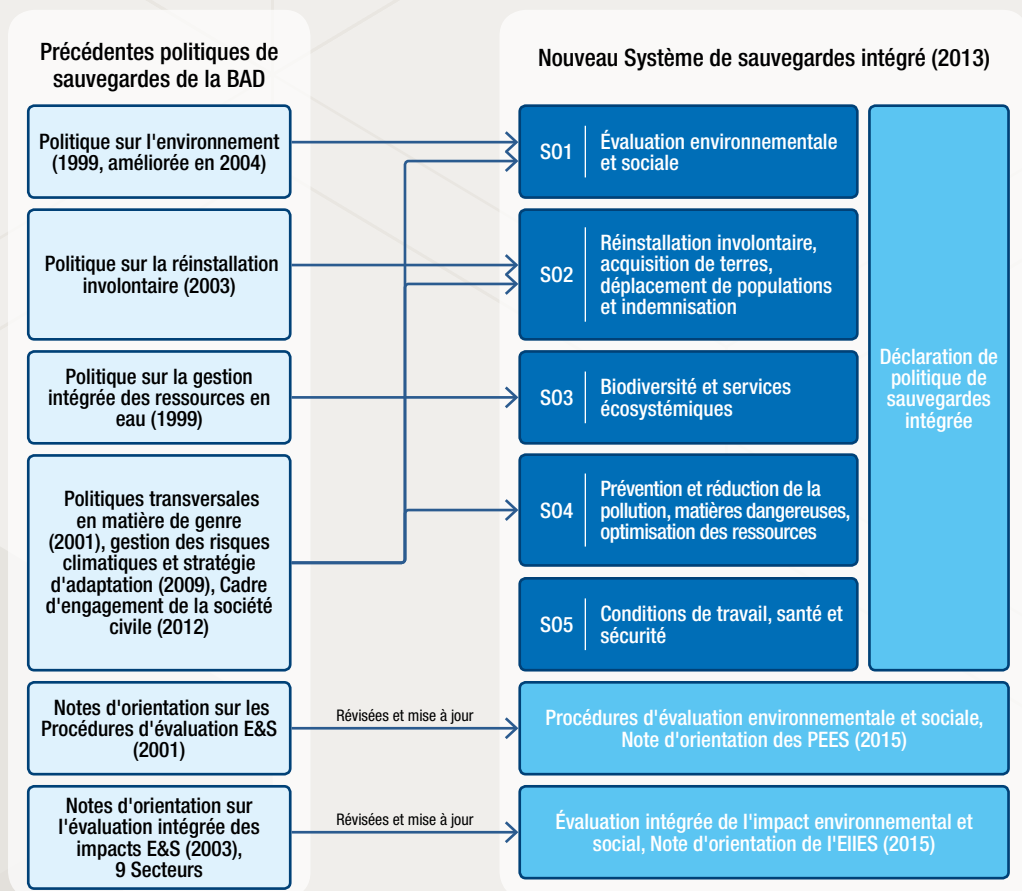 Précédentes politiques de
sauvegardes de la BAD
Politique sur l'environnement
(1999, améliorée en 2004)
Politique sur la réinstallation
involontaire (2003)
Politique sur la gestion
intégrée des ressources en
eau (1999)
Politiques transversales
en matière de genre
(2001), gestion des risques
climatiques et stratégie
d'adaptation (2009), Cadre
d'engagement de la société
civile (2012)
Notes d'orientation sur les
Procédures d'évaluation E&S
(2001)
Notes d'orientation sur
l'évaluation intégrée des
impacts E&S (2003),
9 Secteurs
Révisées et mise à jour
Révisées et mise à jour
Nouveau Système de sauvegardes intégré (2013)
SO1
Évaluation environnementale
et sociale
SO2
Réinstallation involontaire,
acquisition de terres,
déplacement de populations
et indemnisation
SO3
Biodiversité et services
écosystémiques
SO4
Prévention et réduction de la
pollution, matières dangereuses,
optimisation des ressources
SO5
Conditions de travail, santé et
sécurité
Déclaration de
politique de
sauvegardes
intégrée
Procédures d'évaluation environnementale et sociale,
Note d'orientation des PEES (2015)
Évaluation intégrée de l'impact environnemental et
social, Note d'orientation de l'EIIES (2015)